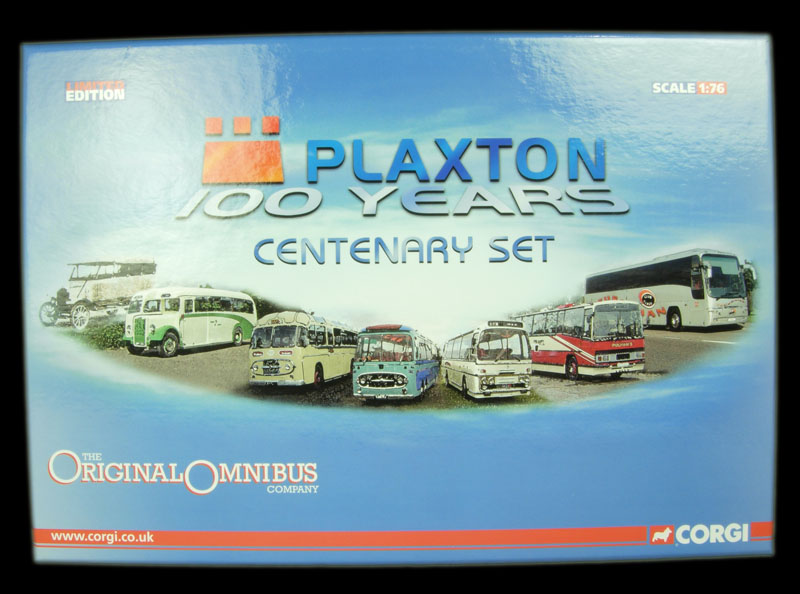 LIMITED
EDITION
SCALE 1:76
PLAXTON
100 YEARS
CENTENARY SET
THE
ORIGINAL OMNIBUS
COMPANY
www.corgi.co.uk
CORGI